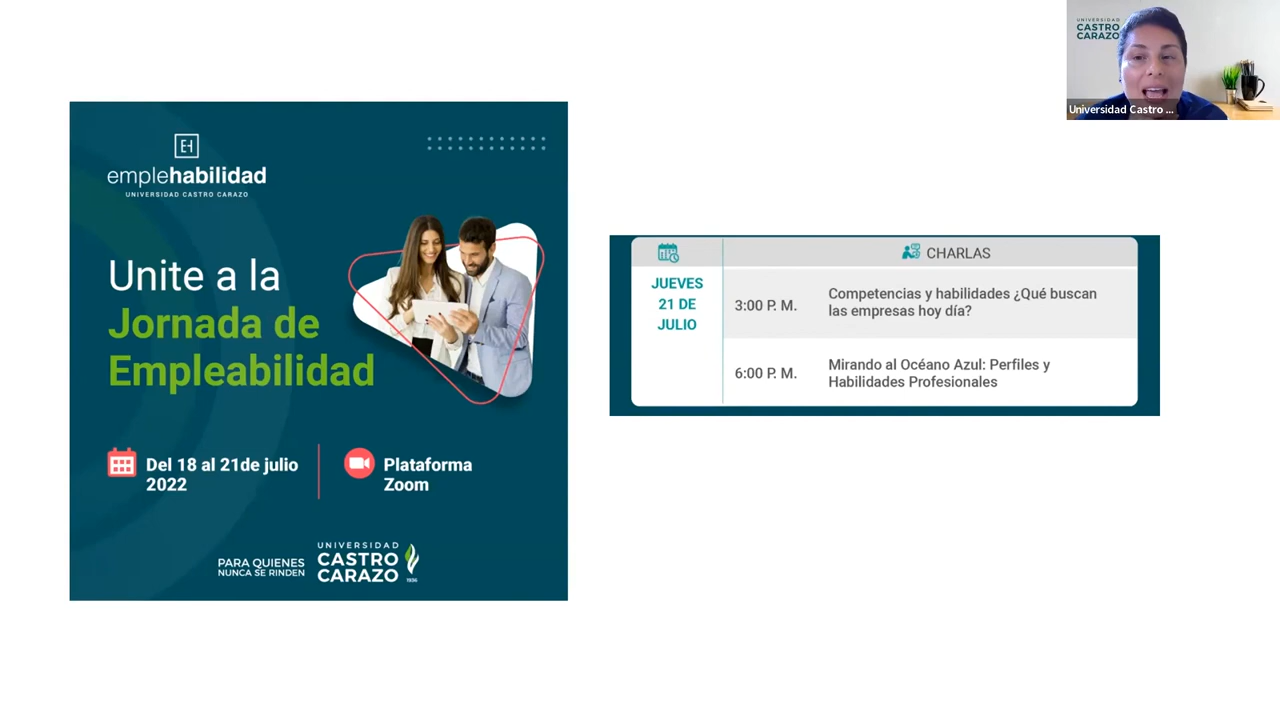 EH
emplehabilidad
UNIVERSIDAD CASTRO CARAZO
Unite a la
Jornada de
Empleabilidad
Del 18 al 21de julio
2022
Plataforma
Zoom
PARA QUIENES
NUNCA SE RINDEN
UNIVERSIDAD
CASTRO
CARAZO
1936
CHARLAS
JUEVES
21 DE
JULIO
3:00 P. M.
Competencias y habilidades ¿Qué buscan
las empresas hoy día?
6:00 P. M.
Mirando al Océano Azul: Perfiles y
Habilidades Profesionales
UNIVERSIDAD
CASTRO
CARAZO
Universidad Castro ...